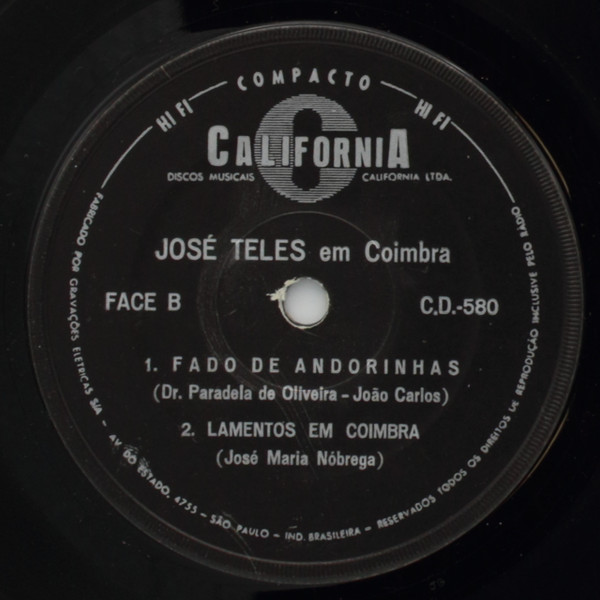 HI FI — COMPACTO — HI FI
CALIFORNIA
DISCOS MUSICAIS CALIFORNIA LTDA.
JOSÉ TELES em Coimbra
FACE B C.D.-580
1. FADO DE ANDORINHAS
(Dr. Paradela de Oliveira - João Carlos)
2. LAMENTOS EM COIMBRA
(José Maria Nóbrega)
FABRICADO POR GRAVAÇÕES ELETRICAS S/A - AV. DO ESTADO, 4755 - SÃO PAULO - IND. BRASILEIRA - RESERVADOS TODOS OS DIREITOS DE REPRODUÇÃO INCLUSIVE PELO RADIO